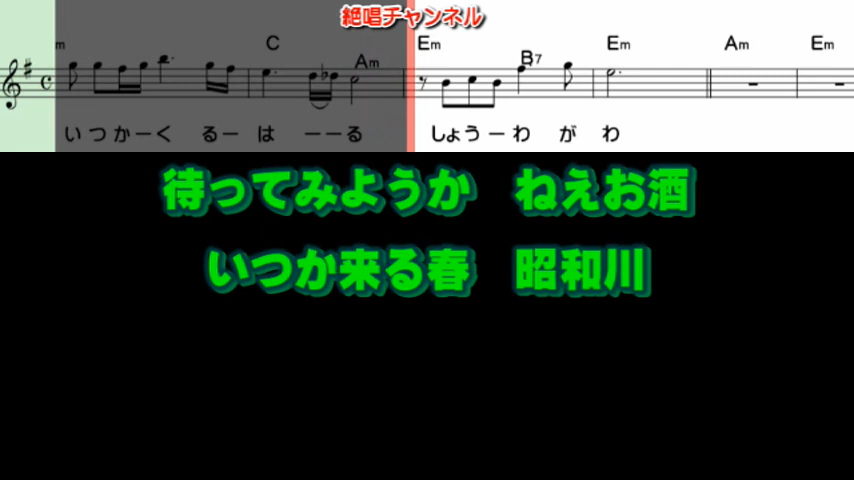 絶唱チャンネル
m C Am Em B7 Em Am Em
いつかーく るー は ーーる しょうーわ が わ
待ってみようか ねえお酒
いつか来る春 昭和川